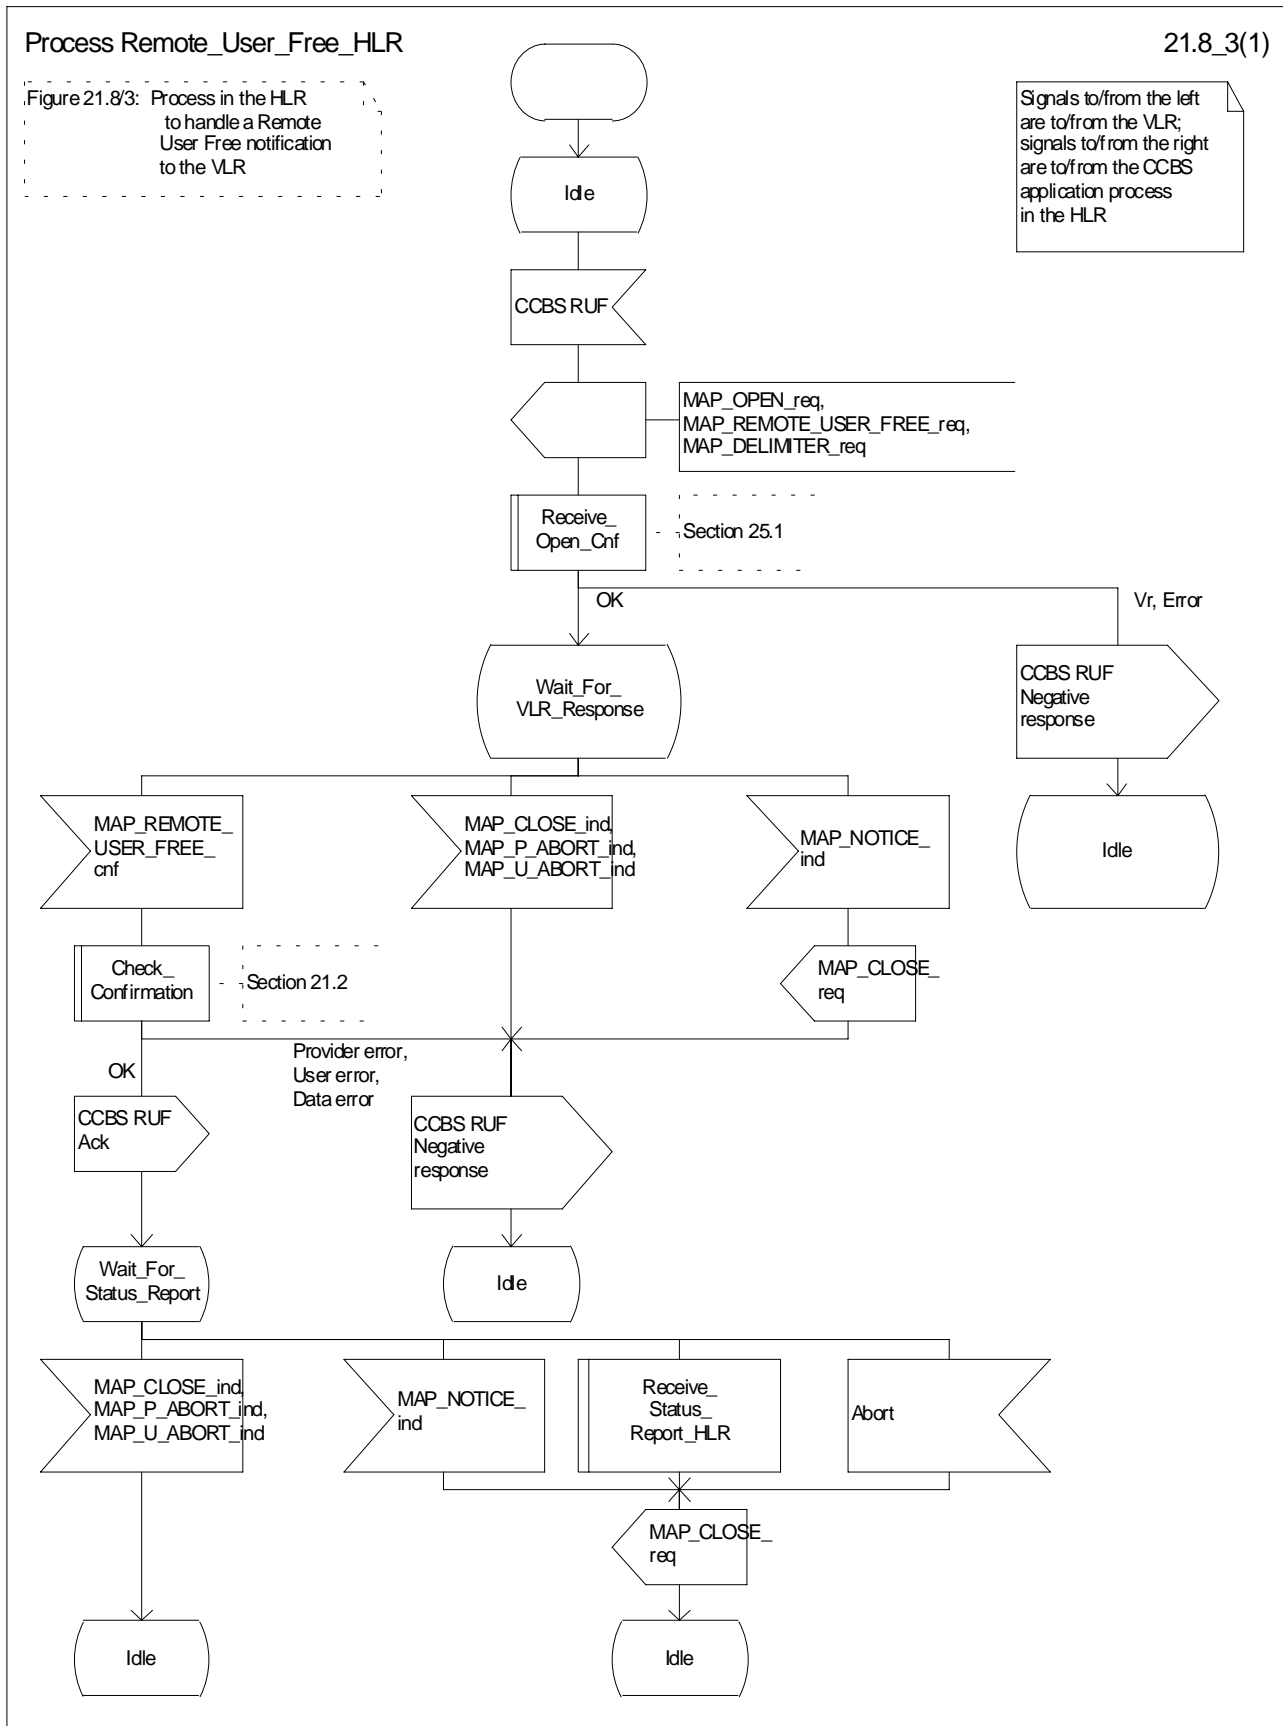 Process Remote_User_Free_HLR
21.8_3(1)
Figure 21.8/3: Process in the HLR
to handle a Remote
User Free notification
to the VLR
Signals to/from the left
are to/from the VLR;
signals to/from the right
are to/from the CCBS
application process
in the HLR
Idle
CCBS RUF
MAP_OPEN_req,
MAP_REMOTE_USER_FREE_req,
MAP_DELIMITER_req
Receive_
Open_Cnf
Section 25.1
OK
Vr, Error
Wait_For_
VLR_Response
CCBS RUF
Negative
response
MAP_REMOTE_
USER_FREE_
cnf
MAP_CLOSE_ind,
MAP_P_ABORT_ind,
MAP_U_ABORT_ind
MAP_NOTICE_
ind
Idle
Check_
Confirmation
Section 21.2
MAP_CLOSE_
req
OK
Provider error,
User error,
Data error
CCBS RUF
Ack
CCBS RUF
Negative
response
Wait_For_
Status_Report
Idle
MAP_CLOSE_ind,
MAP_P_ABORT_ind,
MAP_U_ABORT_ind
MAP_NOTICE_
ind
Receive_
Status_
Report_HLR
Abort
MAP_CLOSE_
req
Idle
Idle